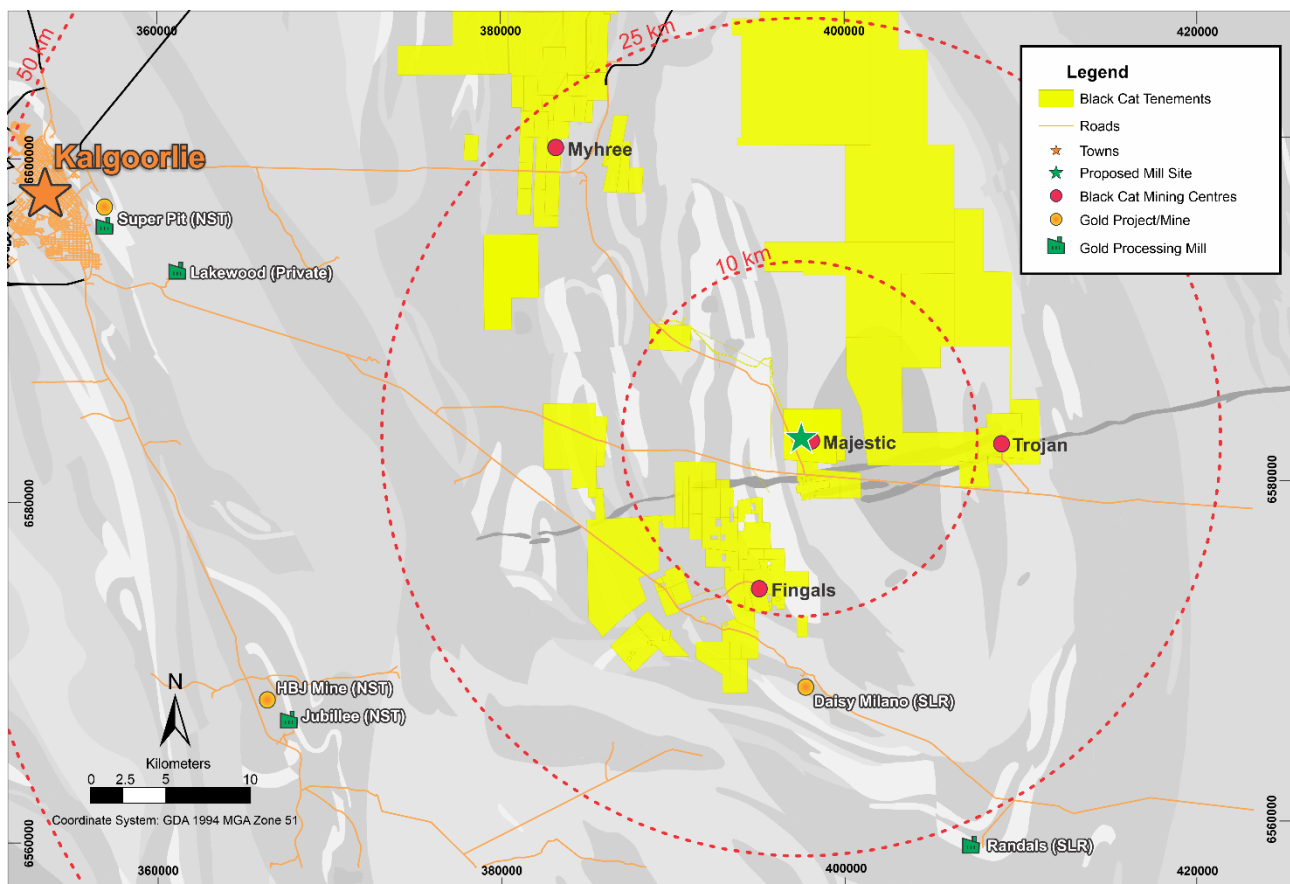 360000
380000
400000
420000
50 km
25 km
Legend
Black Cat Tenements
Roads
Towns
Proposed Mill Site
Black Cat Mining Centres
Gold Project/Mine
Gold Processing Mill
6600000
Kalgoorlie
Myhree
Super Pit (NST)
Lakewood (Private)
10 km
Majestic
Trojan
6580000
6580000
Fingals
HBJ Mine (NST)
Jubillee (NST)
Daisy Milano (SLR)
N
Kilometers
0 2.5 5 10
Coordinate System: GDA 1994 MGA Zone 51
6560000
6560000
Randals (SLR)
360000
380000
400000
420000